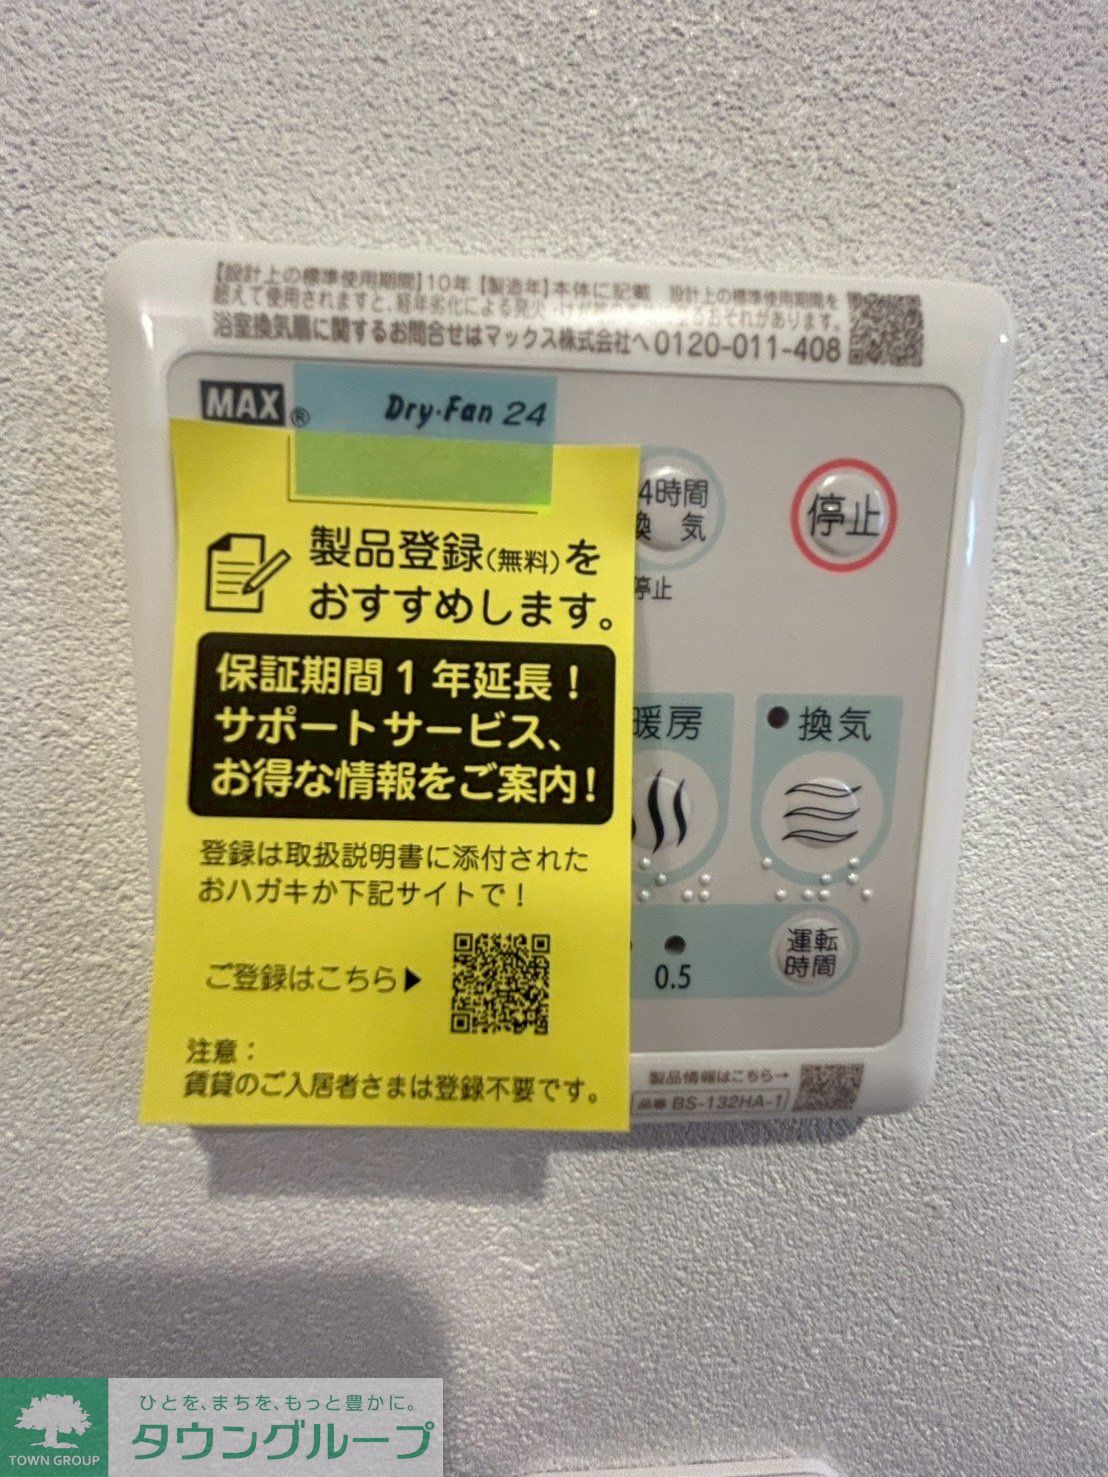 【設計上の標準使用期間】10年【製造年】本体に記載 設計上の標準使用期間を
超えて使用されますと、経年劣化による発火・けが
おそれがあります。
浴室換気扇に関するお問合せはマックス株式会社へ 0120-011-408
MAX®
Dry·Fan 24
4時間
換 気
停止
停止
製品登録(無料)を
おすすめします。
保証期間1年延長!
サポートサービス、
お得な情報をご案内!
登録は取扱説明書に添付された
おハガキか下記サイトで!
ご登録はこちら▶
注意:
賃貸のご入居者さまは登録不要です。
暖房
換気
0.5
運転
時間
製品情報はこちら→
品番 BS-132HA-1
TOWN GROUP
ひとを、まちを、もっと豊かに。
タウングループ